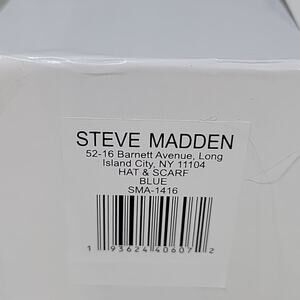 STEVE MADDEN
52-16 Barnett Avenue, Long
Island City, NY 11104
HAT & SCARF
BLUE
SMA-1416
1 93624 40607 2